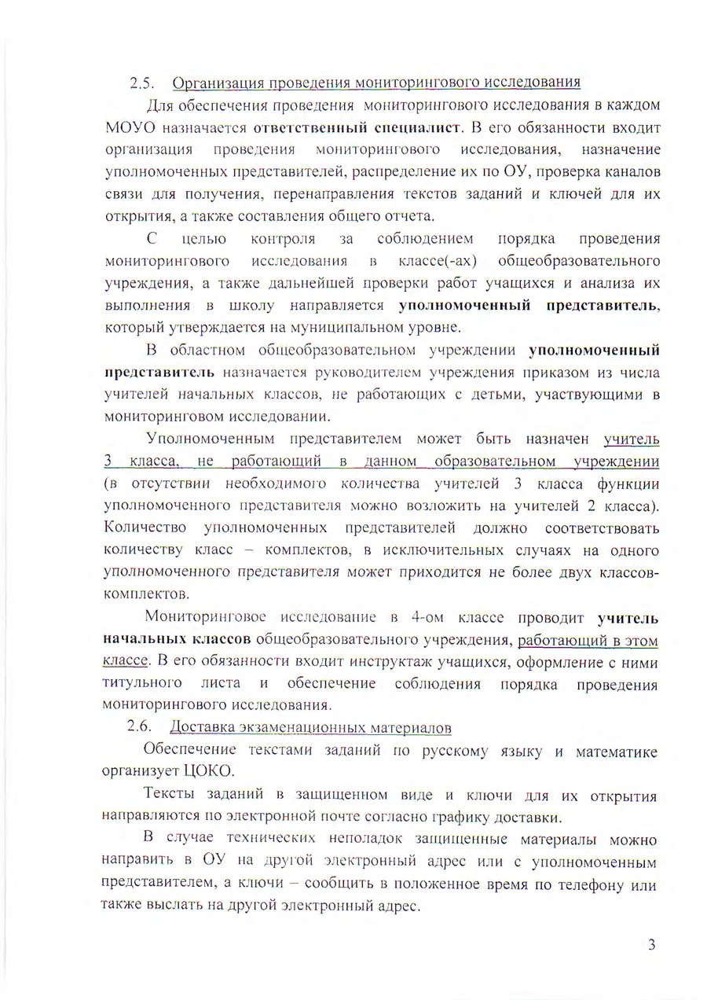 2.5. Организация проведения мониторингового исследования
Для обеспечения проведения мониторингового исследования в каждом
МОУО назначается ответственный специалист. В его обязанности входит
организация проведения мониторингового исследования, назначение
уполномоченных представителей, распределение их по ОУ, проверка каналов
связи для получения, перенаправления текстов заданий и ключей для их
открытия, а также составления общего отчета.
С целью контроля за соблюдением порядка проведения
мониторингового исследования в классе(-ах) общеобразовательного
учреждения, а также дальнейшей проверки работ учащихся и анализа их
выполнения в школу направляется уполномоченный представитель,
который утверждается на муниципальном уровне.
В областном общеобразовательном учреждении уполномоченный
представитель назначается руководителем учреждения приказом из числа
учителей начальных классов, не работающих с детьми, участвующими в
мониторинговом исследовании.
Уполномоченным представителем может быть назначен учитель
3 класса, не работающий в данном образовательном учреждении
(в отсутствии необходимого количества учителей 3 класса функции
уполномоченного представителя можно возложить на учителей 2 класса).
Количество уполномоченных представителей должно соответствовать
количеству класс – комплектов, в исключительных случаях на одного
уполномоченного представителя может приходится не более двух классов-
комплектов.
Мониторинговое исследование в 4-ом классе проводит учитель
начальных классов общеобразовательного учреждения, работающий в этом
классе. В его обязанности входит инструктаж учащихся, оформление с ними
титульного листа и обеспечение соблюдения порядка проведения
мониторингового исследования.
2.6. Доставка экзаменационных материалов
Обеспечение текстами заданий по русскому языку и математике
организует ЦОКО.
Тексты заданий в защищенном виде и ключи для их открытия
направляются по электронной почте согласно графику доставки.
В случае технических неполадок защищенные материалы можно
направить в ОУ на другой электронный адрес или с уполномоченным
представителем, а ключи – сообщить в положенное время по телефону или
также выслать на другой электронный адрес.
3